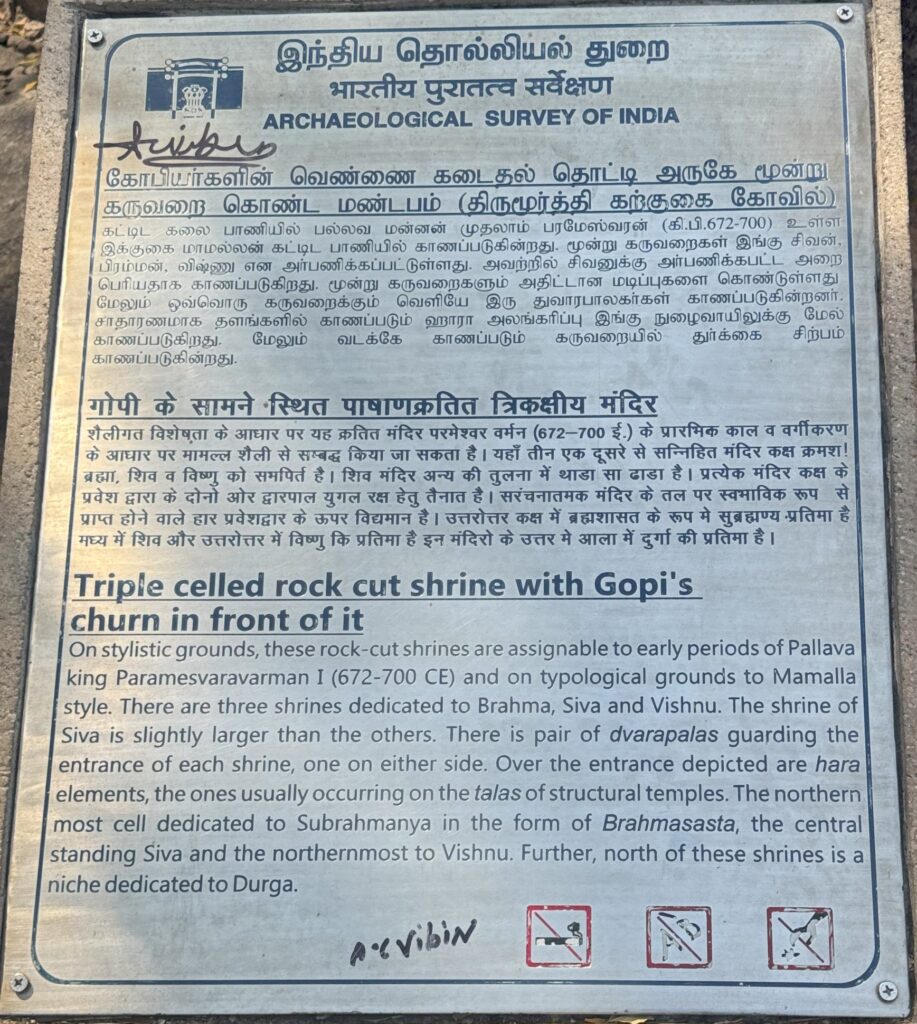 இந்திய தொல்லியல் துறை
भारतीय पुरातत्व सर्वेक्षण
ARCHAEOLOGICAL SURVEY OF INDIA
கோபியர்களின் வெண்ணை கடைதல் தொட்டி அருகே மூன்று
கருவறை கொண்ட மண்டபம் (திருமூர்த்தி கற்குகை கோவில்)
கட்டிட கலை பாணியில் பல்லவ மன்னன் முதலாம் பரமேஸ்வரன் (கி.பி.672-700) உள்ள
இக்குகை மாமல்லன் கட்டிட பாணியில் காணப்படுகின்றது. மூன்று கருவறைகள் இங்கு சிவன்,
பிரம்மன், விஷ்ணு என அர்பணிக்கப்பட்டுள்ளது. அவற்றில் சிவனுக்கு அர்பணிக்கபட்ட அறை
பெரியதாக காணப்படுகிறது. மூன்று கருவறைகளும் அதிட்டான மடிப்புகளை கொண்டுள்ளது
மேலும் ஒவ்வொரு கருவறைக்கும் வெளியே இரு துவாரபாலகர்கள் காணப்படுகின்றனர்.
சாதாரணமாக தளங்களில் காணப்படும் ஹாரா அலங்கரிப்பு இங்கு நுழைவாயிலுக்கு மேல்
காணப்படுகிறது. மேலும் வடக்கே காணப்படும் கருவறையில் துர்க்கை சிற்பம்
காணப்படுகின்றது.
गोपी के सामने स्थित पाषाणक्रतित त्रिकक्षीय मंदिर
शैलीगत विशेषता के आधार पर यह क्रतित मंदिर परमेश्वर वर्मन (672–700 ई.) के प्रारभिक काल व वर्गीकरण
के आधार पर मामल्ल शैली से सम्बद्व किया जा सकता है। यहाँ तीन एक दूसरे से सन्निहित मंदिर कक्ष क्रमश!
ब्रह्मा, शिव व विष्णु को समपिर्त है। शिव मंदिर अन्य की तुलना में थाडा सा ढाडा है। प्रत्येक मंदिर कक्ष के
प्रवेश द्वारा के दोनो ओर द्वारपाल युगल रक्ष हेतु तैनात है। सरंचनातमक मंदिर के तल पर स्वमाविक रूप से
प्राप्त होने वाले हार प्रवेशद्वार के ऊपर विद्यमान है। उत्तरोत्तर कक्ष में ब्रह्मशासत के रूप मे सुब्रह्मण्य प्रतिमा है
मध्य में शिव और उत्तरोत्तर में विष्णु कि प्रतिमा है इन मंदिरो के उत्तर मे आला में दुर्गा की प्रतिमा है।
Triple celled rock cut shrine with Gopi's
churn in front of it
On stylistic grounds, these rock-cut shrines are assignable to early periods of Pallava
king Paramesvaravarman I (672-700 CE) and on typological grounds to Mamalla
style. There are three shrines dedicated to Brahma, Siva and Vishnu. The shrine of
Siva is slightly larger than the others. There is pair of dvarapalas guarding the
entrance of each shrine, one on either side. Over the entrance depicted are hara
elements, the ones usually occurring on the talas of structural temples. The northern
most cell dedicated to Subrahmanya in the form of Brahmasasta, the central
standing Siva and the northernmost to Vishnu. Further, north of these shrines is a
niche dedicated to Durga.
A.C VibiN